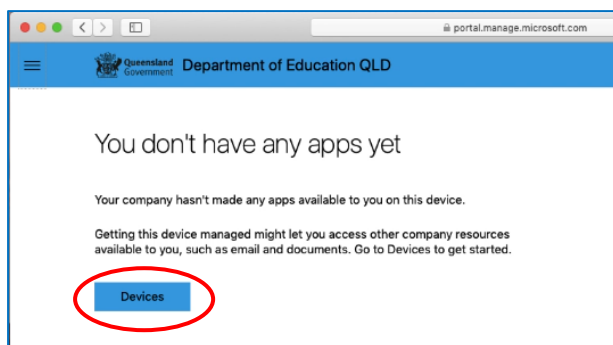 portal.manage.microsoft.com
Queensland
Government
Department of Education QLD
You don't have any apps yet
Your company hasn't made any apps available to you on this device.
Getting this device managed might let you access other company resources
available to you, such as email and documents. Go to Devices to get started.
Devices